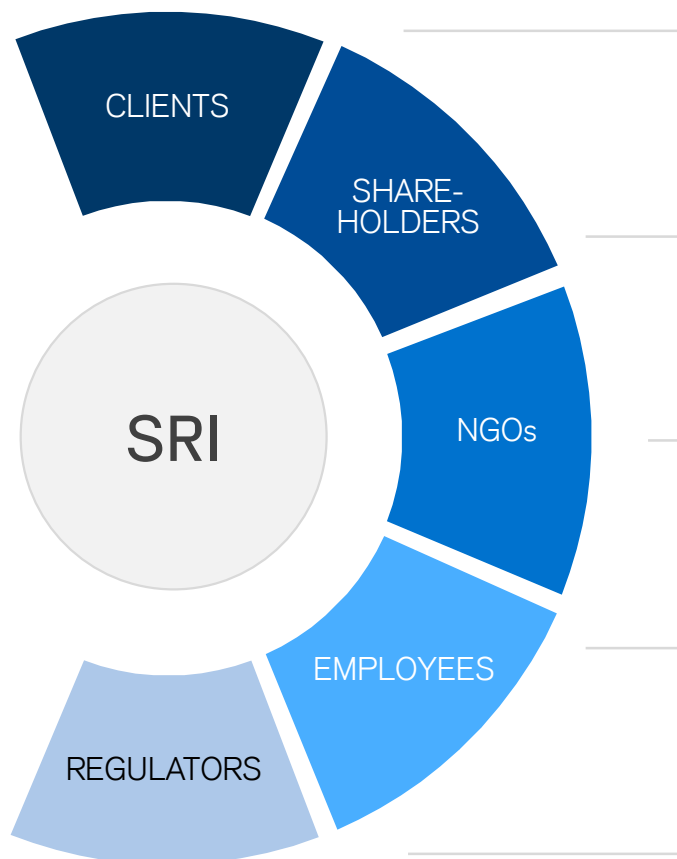 CLIENTS
SHARE-
HOLDERS
NGOs
SRI
EMPLOYEES
REGULATORS